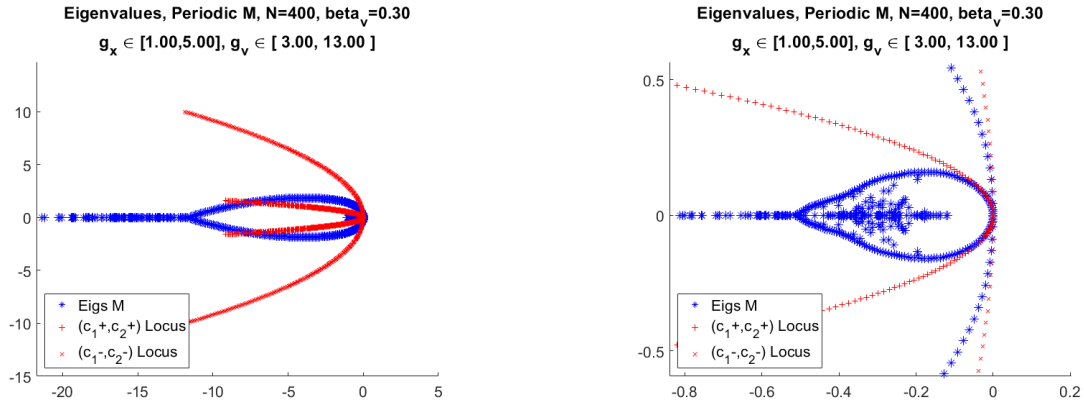 Eigenvalues, Periodic M, N=400, beta_v=0.30
g_x ∈ [1.00,5.00], g_v ∈ [ 3.00, 13.00 ]
10
5
0
-5
-10
-15
Eigs M
(c_1+,c_2+) Locus
(c_1-,c_2-) Locus
-20 -15 -10 -5 0 5
Eigenvalues, Periodic M, N=400, beta_v=0.30
g_x ∈ [1.00,5.00], g_v ∈ [ 3.00, 13.00 ]
0.5
0
-0.5
Eigs M
(c_1+,c_2+) Locus
(c_1-,c_2-) Locus
-0.8 -0.6 -0.4 -0.2 0 0.2